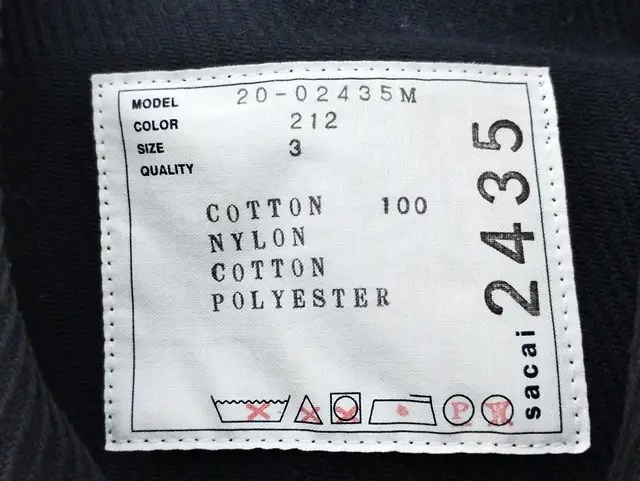 MODEL 20-02435M
COLOR 212
SIZE 3
QUALITY
COTTON 100
NYLON
COTTON
POLYESTER
P W
sacai 2435